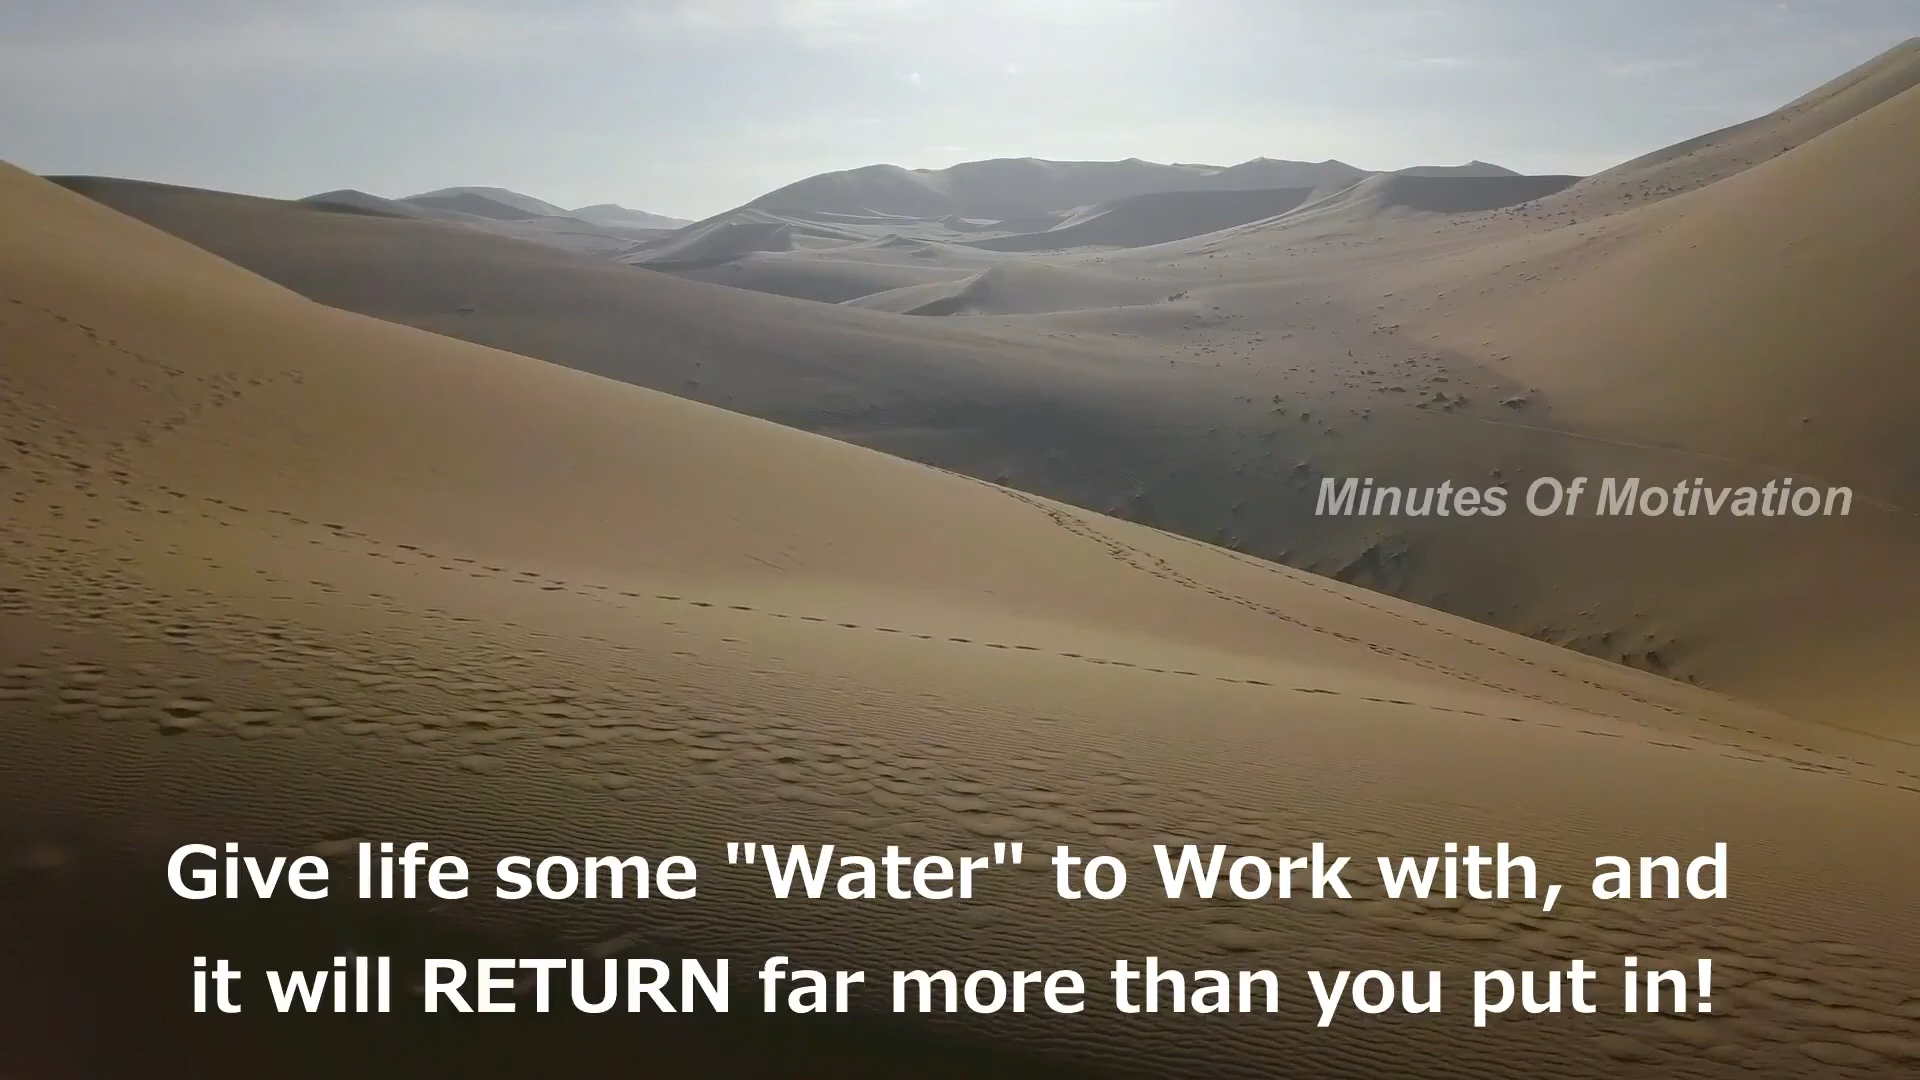 Minutes Of Motivation
Give life some "Water" to Work with, and
it will RETURN far more than you put in!